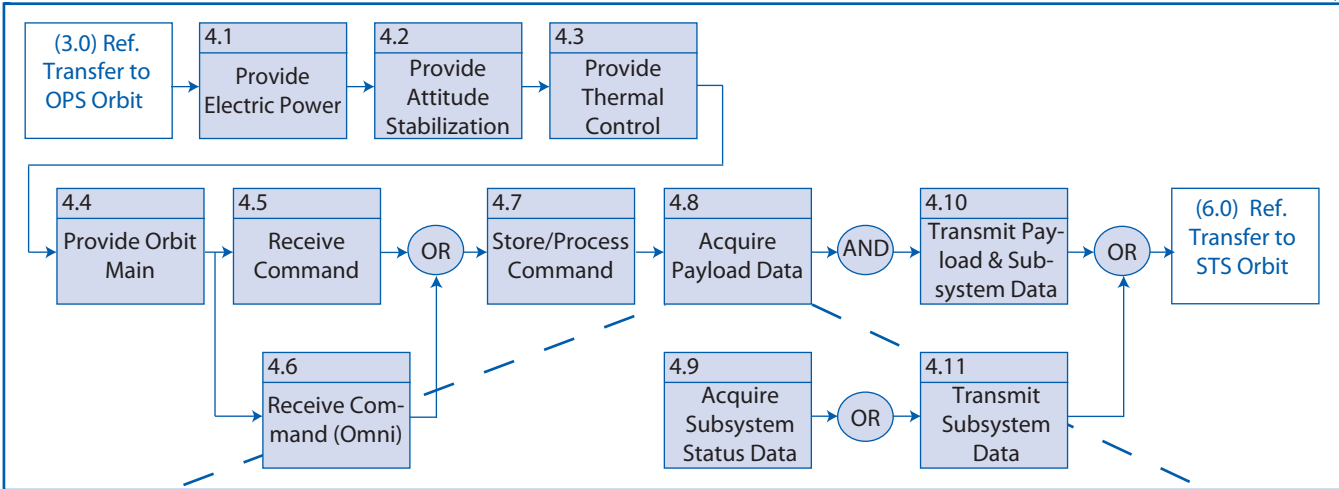 (3.0) Ref.
Transfer to
OPS Orbit
4.1
Provide
Electric Power
4.2
Provide
Attitude
Stabilization
4.3
Provide
Thermal
Control
4.4
Provide Orbit
Main
4.5
Receive
Command
OR
4.7
Store/Process
Command
4.8
Acquire
Payload Data
AND
4.10
Transmit Pay-
load & Sub-
system Data
OR
(6.0) Ref.
Transfer to
STS Orbit
4.6
Receive Com-
mand (Omni)
4.9
Acquire
Subsystem
Status Data
OR
4.11
Transmit
Subsystem
Data